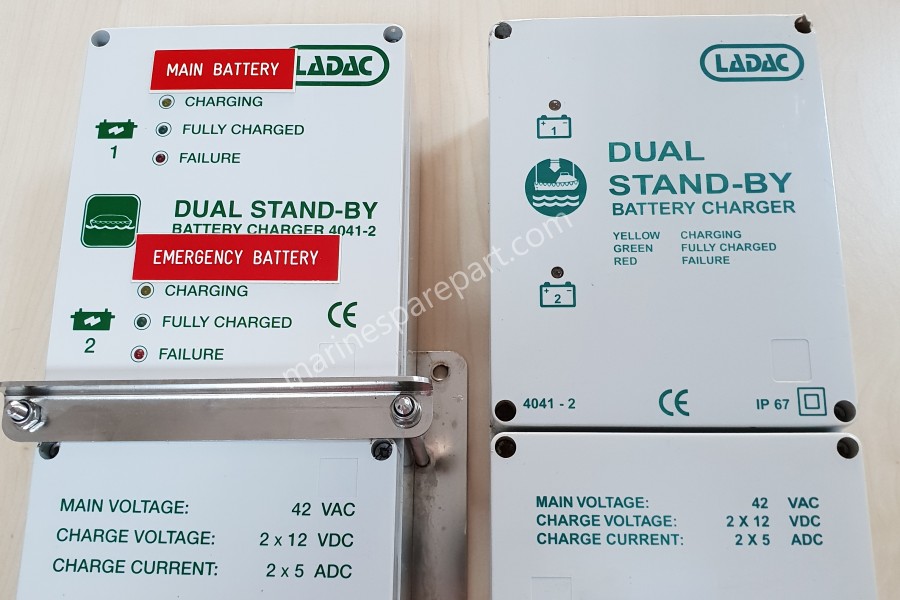 LADAC
MAIN BATTERY
CHARGING
FULLY CHARGED
1
FAILURE
DUAL STAND-BY
BATTERY CHARGER 4041-2
EMERGENCY BATTERY
CHARGING
FULLY CHARGED
2
FAILURE
CE
MAIN VOLTAGE: 42 VAC
CHARGE VOLTAGE: 2 x 12 VDC
CHARGE CURRENT: 2 x 5 ADC
LADAC
+ -
1
DUAL
STAND-BY
BATTERY CHARGER
YELLOW CHARGING
GREEN FULLY CHARGED
RED FAILURE
+ -
2
4041 - 2 CE IP 67
MAIN VOLTAGE: 42 VAC
CHARGE VOLTAGE: 2 X 12 VDC
CHARGE CURRENT: 2 X 5 ADC
marinesparepart.com